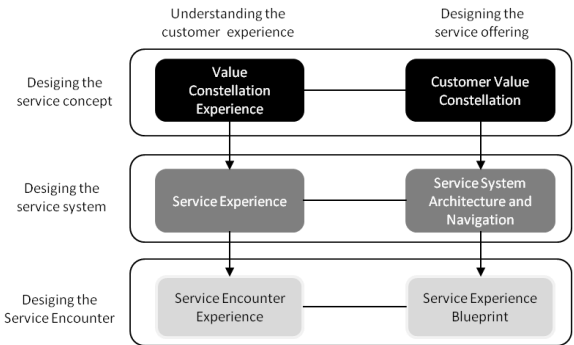 Understanding the
customer experience
Designing the
service offering
Desiging the
service concept
Value
Constellation
Experience
Customer Value
Constellation
Desiging the
service system
Service Experience
Service System
Architecture and
Navigation
Desiging the
Service Encounter
Service Encounter
Experience
Service Experience
Blueprint